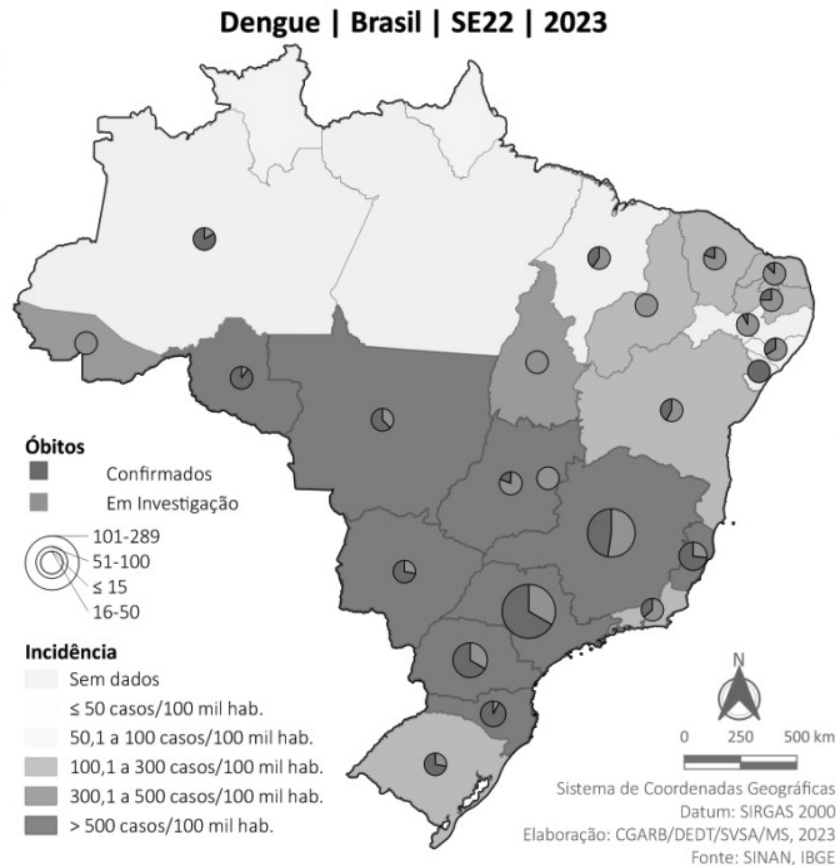 Dengue | Brasil | SE22 | 2023
Óbitos
Confirmados
Em Investigação
101-289
51-100
≤ 15
16-50
Incidência
Sem dados
≤ 50 casos/100 mil hab.
50,1 a 100 casos/100 mil hab.
100,1 a 300 casos/100 mil hab.
300,1 a 500 casos/100 mil hab.
> 500 casos/100 mil hab.
N
0 250 500 km
Sistema de Coordenadas Geográficas
Datum: SIRGAS 2000
Elaboração: CGARB/DEDT/SVSA/MS, 2023
Fonte: SINAN, IBGE